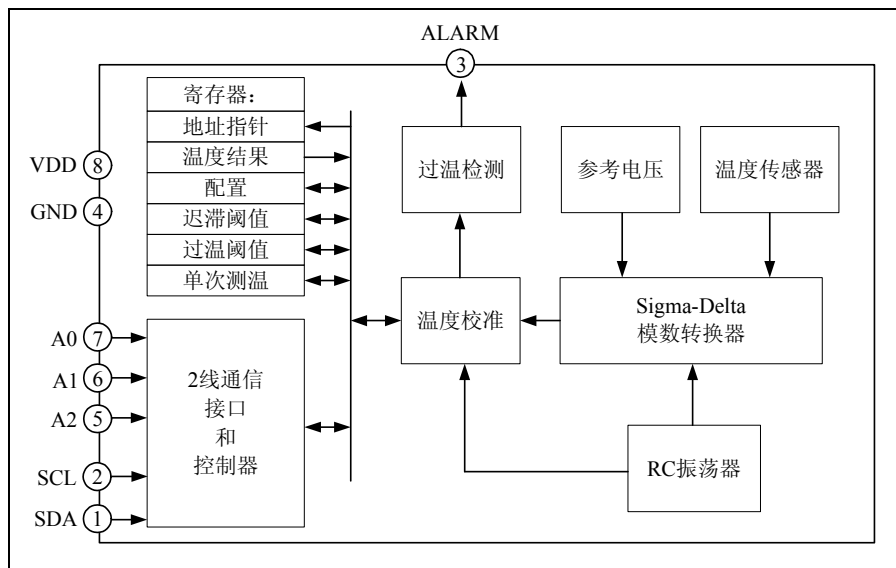 ALARM
3
寄存器：
地址指针
温度结果
配置
迟滞阈值
过温阈值
单次测温
VDD 8
GND 4
过温检测
参考电压
温度传感器
温度校准
Sigma-Delta
模数转换器
A0 7
A1 6
A2 5
SCL 2
SDA 1
2线通信
接口
和
控制器
RC振荡器